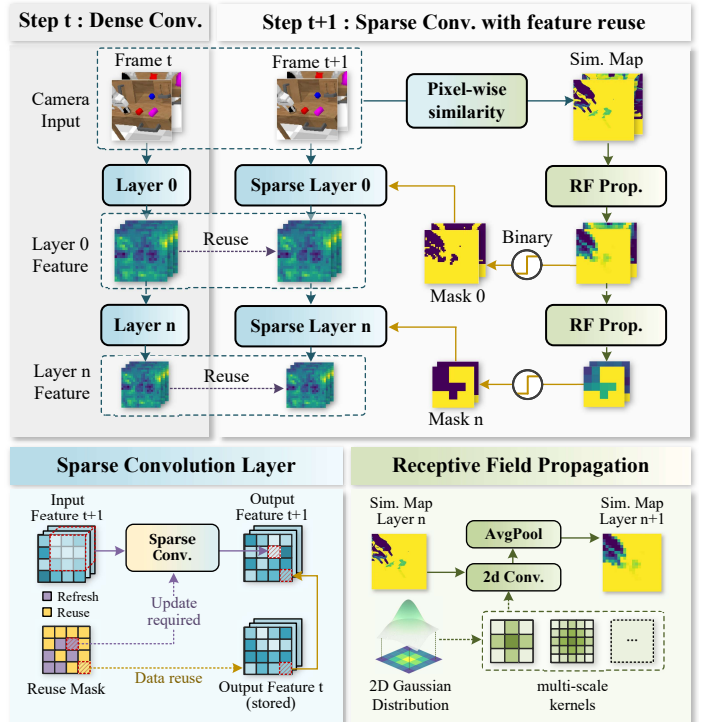 Step t : Dense Conv.
Step t+1 : Sparse Conv. with feature reuse
Frame t
Frame t+1
Sim. Map
Camera
Input
Pixel-wise
similarity
Layer 0
Sparse Layer 0
RF Prop.
Layer 0
Feature
Reuse
Binary
Mask 0
Layer n
Sparse Layer n
RF Prop.
Layer n
Feature
Reuse
Mask n
Sparse Convolution Layer
Input
Feature t+1
Output
Feature t+1
Sparse
Conv.
Refresh
Reuse
Update
required
Reuse Mask
Data reuse
Output Feature t
(stored)
Receptive Field Propagation
Sim. Map
Layer n
Sim. Map
Layer n+1
AvgPool
2d Conv.
...
2D Gaussian
Distribution
multi-scale
kernels